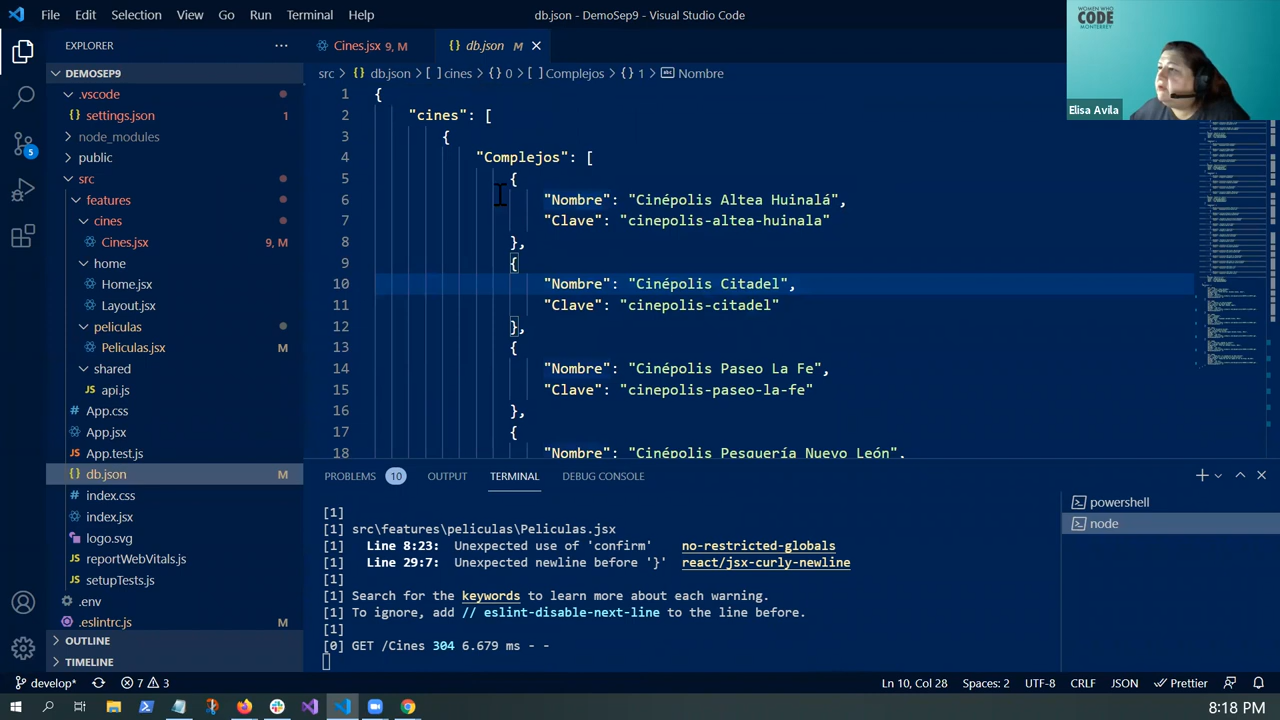 File Edit Selection View Go Run Terminal Help
db.json - DemoSep9 - Visual Studio Code
WOMEN WHO
CODE
MONTERREY
Elisa Avila
EXPLORER
DEMOSEP9
.vscode
settings.json 1
node_modules
public
src
features
cines
Cines.jsx 9, M
home
Home.jsx
Layout.jsx
peliculas
Peliculas.jsx M
shared
api.js
App.css
App.jsx
App.test.js
db.json M
index.css
index.jsx
logo.svg
reportWebVitals.js
setupTests.js
.env
.eslintrc.js M
OUTLINE
TIMELINE
5
Cines.jsx 9, M
db.json M
src > db.json > [ ] cines > {} 0 > [ ] Complejos > {} 1 > abc Nombre
1 {
2 "cines": [
3 {
4 "Complejos": [
5 {
6 "Nombre": "Cinépolis Altea Huinalá",
7 "Clave": "cinepolis-altea-huinala"
8 },
9 {
10 "Nombre": "Cinépolis Citadel",
11 "Clave": "cinepolis-citadel"
12 },
13 {
14 "Nombre": "Cinépolis Paseo La Fe",
15 "Clave": "cinepolis-paseo-la-fe"
16 },
17 {
18 "Nombre": "Cinépolis Pesquería Nuevo León",
PROBLEMS 10 OUTPUT TERMINAL DEBUG CONSOLE
powershell
node
[1]
[1] src\features\peliculas\Peliculas.jsx
[1] Line 8:23: Unexpected use of 'confirm' no-restricted-globals
[1] Line 29:7: Unexpected newline before '}' react/jsx-curly-newline
[1]
[1] Search for the keywords to learn more about each warning.
[1] To ignore, add // eslint-disable-next-line to the line before.
[1]
[0] GET /Cines 304 6.679 ms - -
develop* 7 3 Ln 10, Col 28 Spaces: 2 UTF-8 CRLF JSON Prettier
8:18 PM